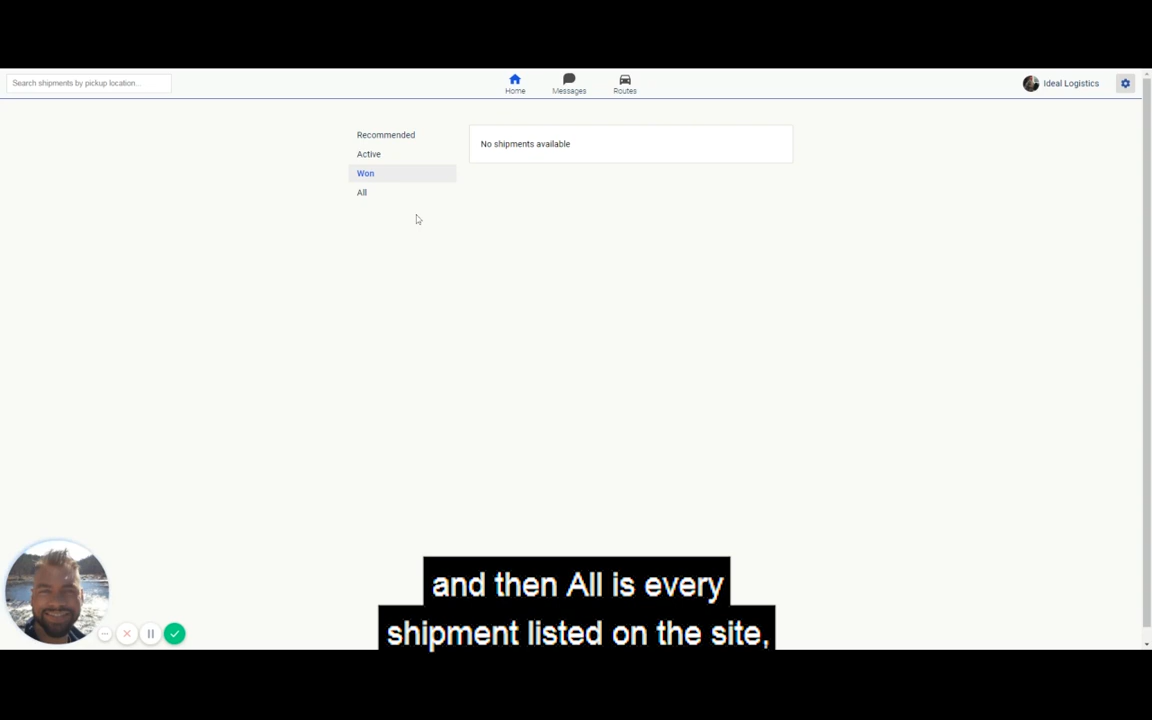 Search shipments by pickup location...
Home
Messages
Routes
Ideal Logistics
Recommended
Active
Won
All
No shipments available
and then All is every
shipment listed on the site,